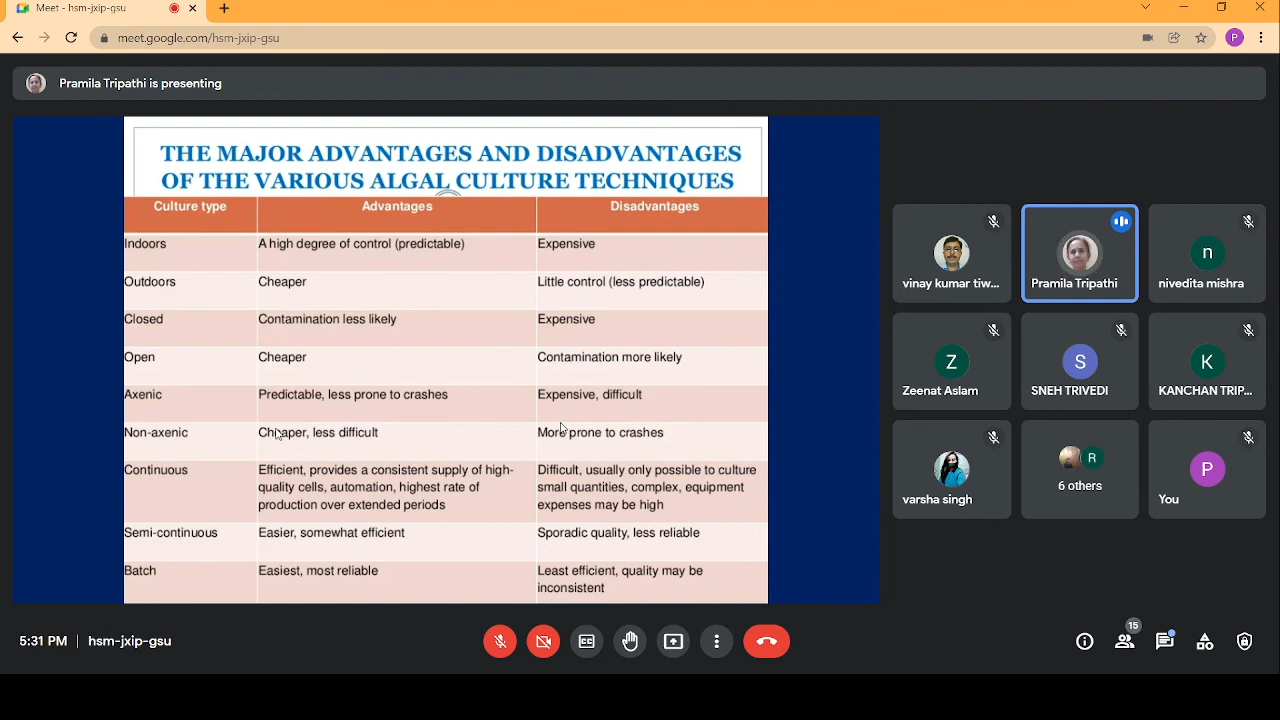 Meet - hsm-jxip-gsu
meet.google.com/hsm-jxip-gsu
P
Pramila Tripathi is presenting
THE MAJOR ADVANTAGES AND DISADVANTAGES
OF THE VARIOUS ALGAL CULTURE TECHNIQUES
Culture type Advantages Disadvantages
Indoors A high degree of control (predictable) Expensive
Outdoors Cheaper Little control (less predictable)
Closed Contamination less likely Expensive
Open Cheaper Contamination more likely
Axenic Predictable, less prone to crashes Expensive, difficult
Non-axenic Cheaper, less difficult More prone to crashes
Continuous Efficient, provides a consistent supply of high- Difficult, usually only possible to culture
quality cells, automation, highest rate of small quantities, complex, equipment
production over extended periods expenses may be high
Semi-continuous Easier, somewhat efficient Sporadic quality, less reliable
Batch Easiest, most reliable Least efficient, quality may be
inconsistent
n
vinay kumar tiw... Pramila Tripathi nivedita mishra
Z S K
Zeenat Aslam SNEH TRIVEDI KANCHAN TRIP...
R
P
6 others
varsha singh You
5:31 PM | hsm-jxip-gsu
15